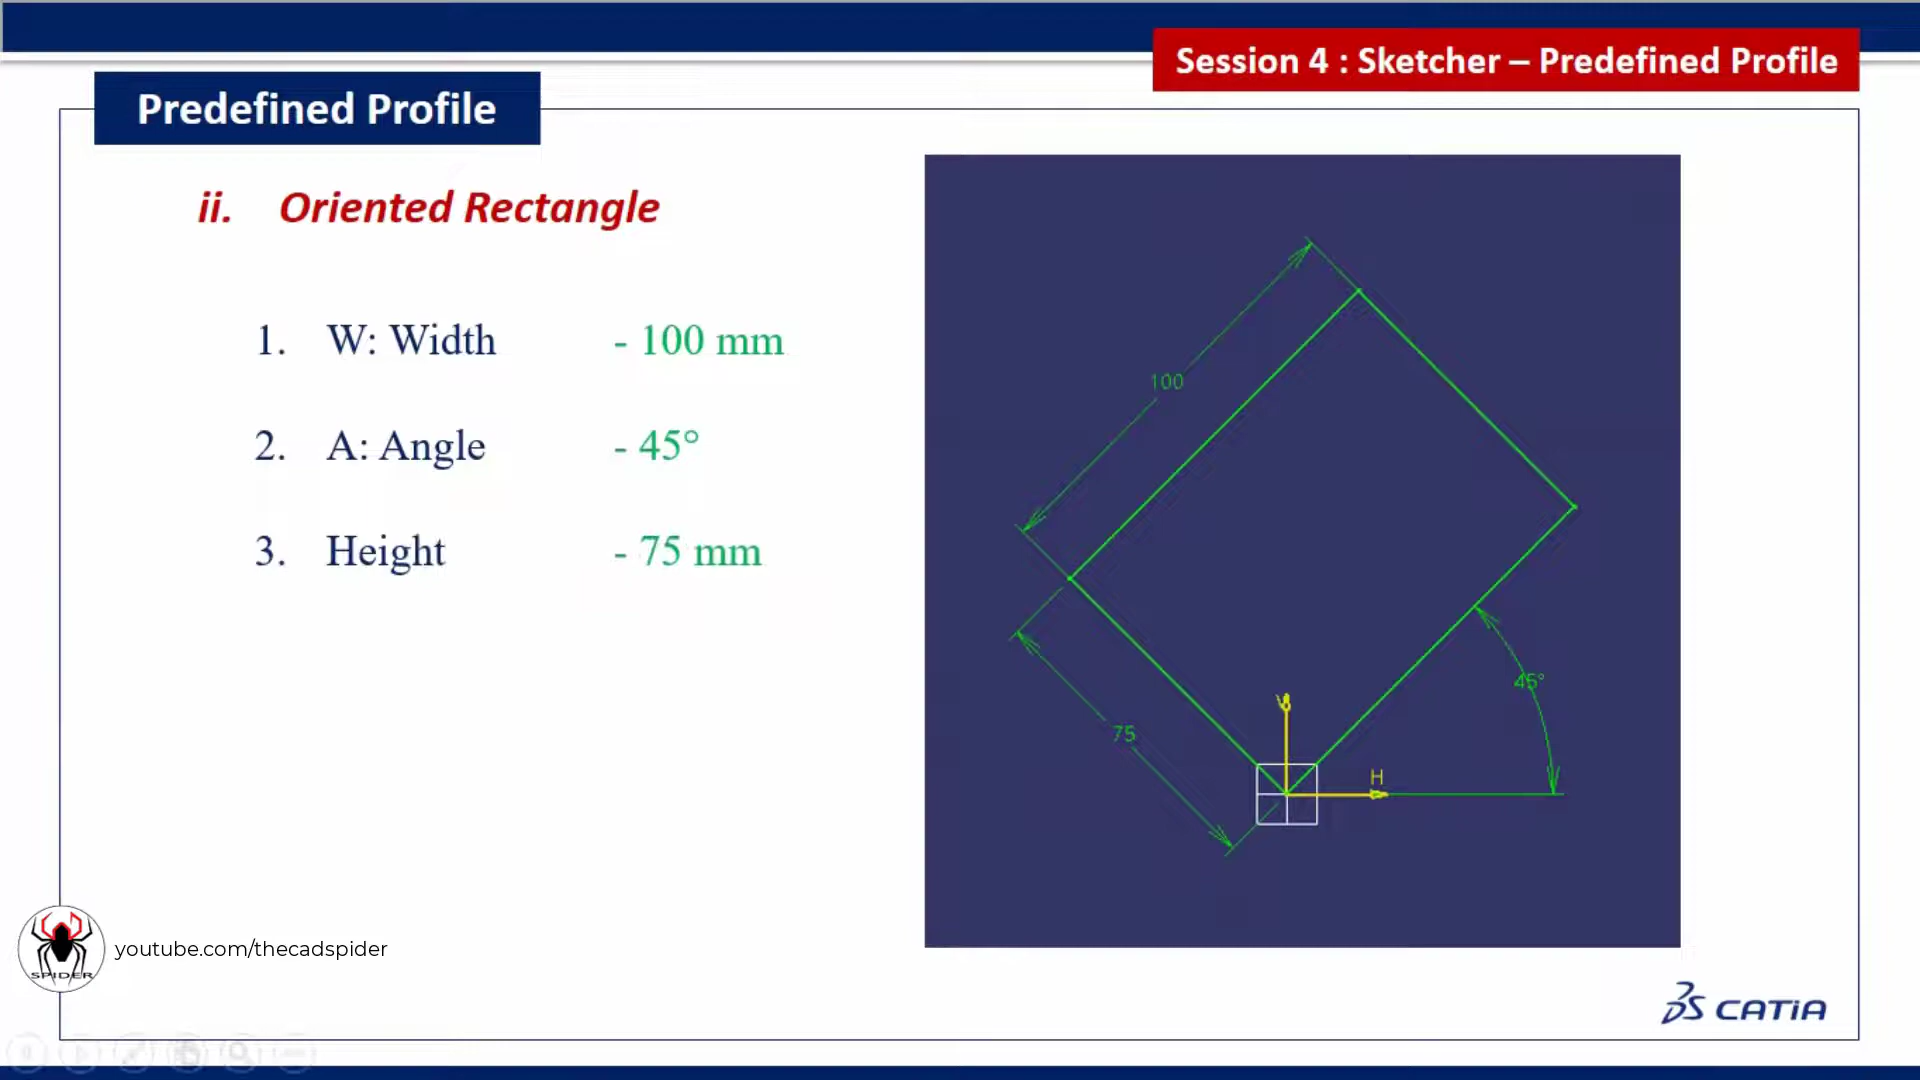 Session 4 : Sketcher – Predefined Profile
Predefined Profile
ii. Oriented Rectangle
1. W: Width - 100 mm
2. A: Angle - 45°
3. Height - 75 mm
100
75
45°
V
H
SPIDER
youtube.com/thecadspider
3DS CATIA